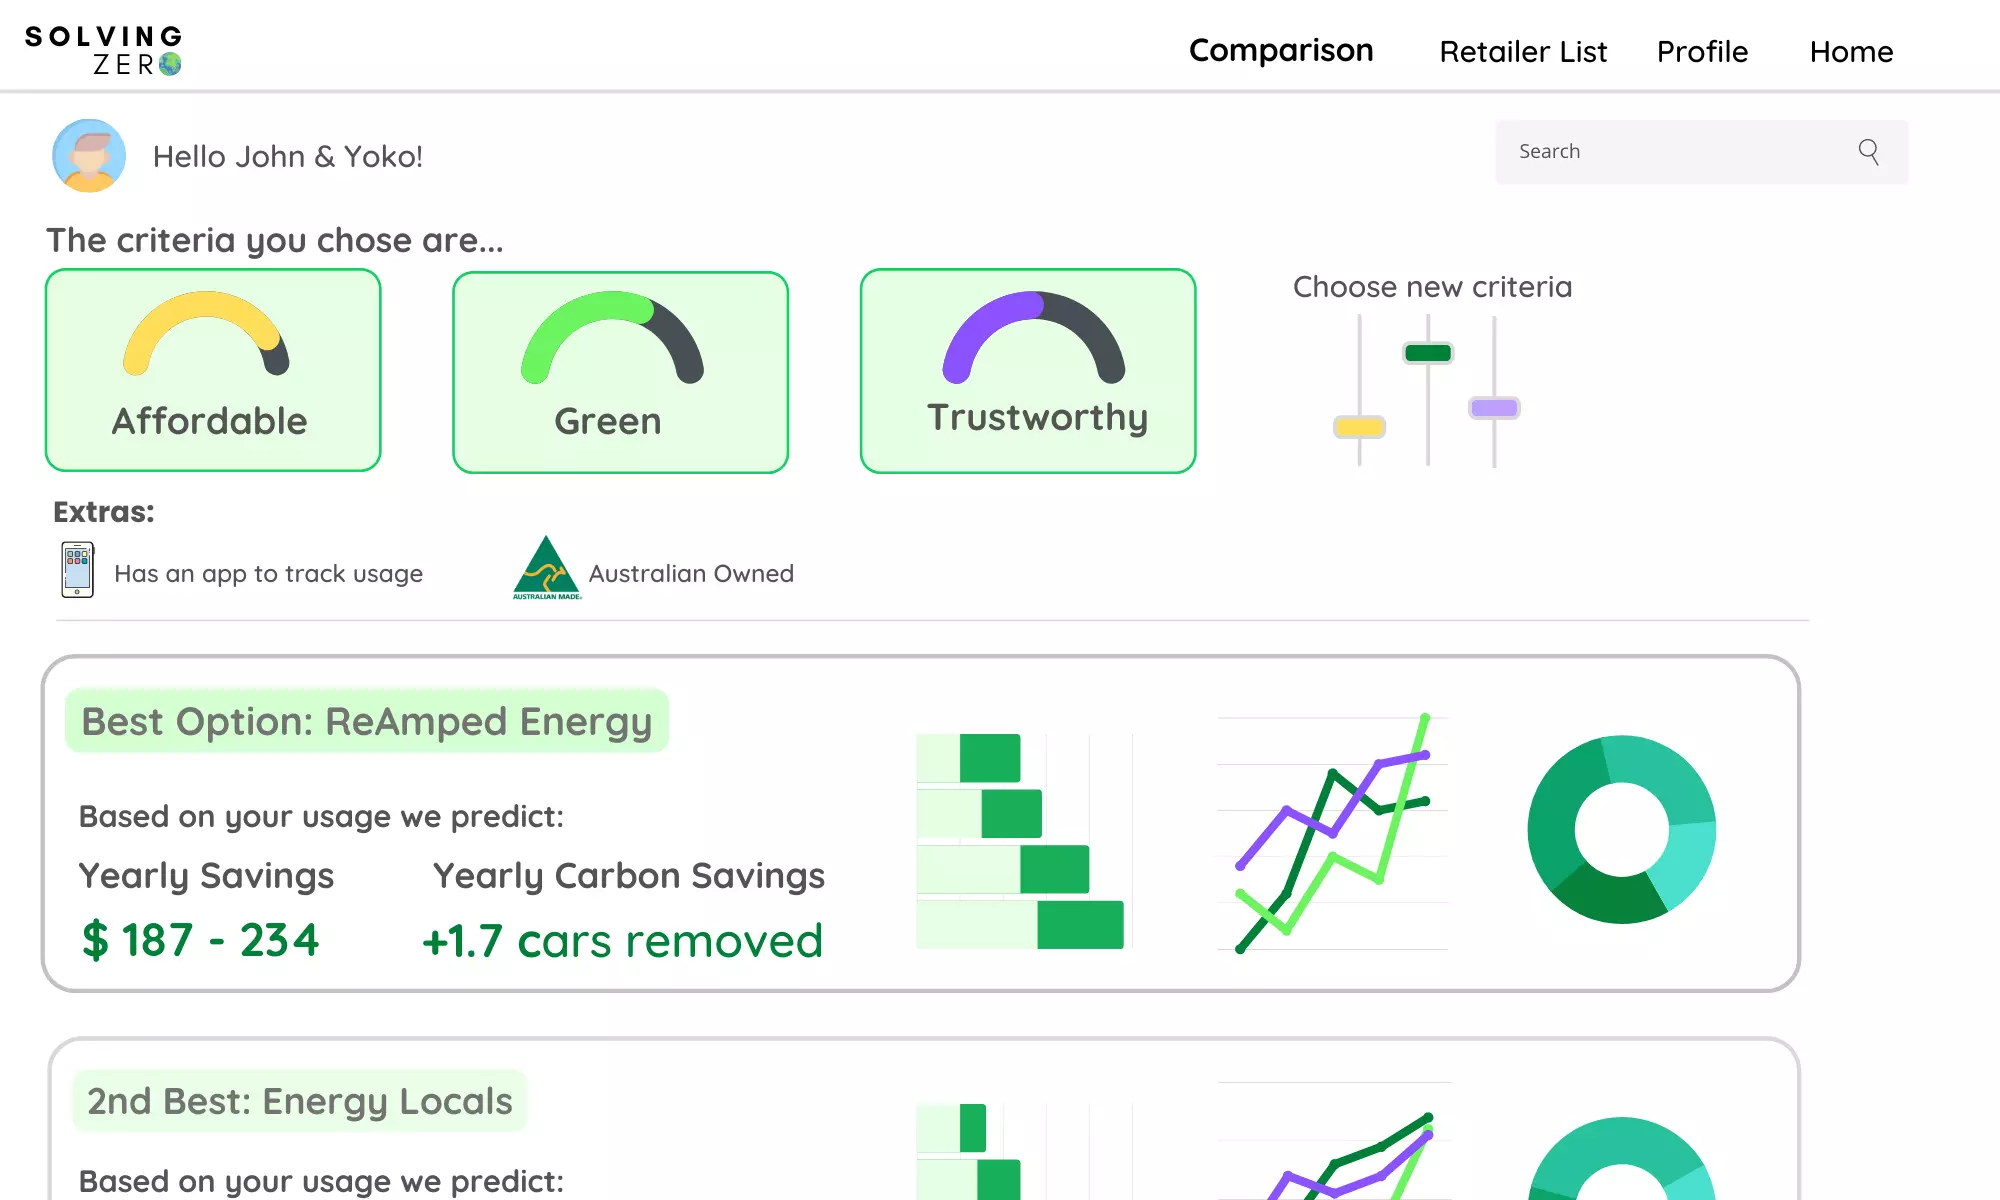 SOLVING
ZERO
Comparison
Retailer List
Profile
Home
Hello John & Yoko!
Search
The criteria you chose are...
Affordable
Green
Trustworthy
Choose new criteria
Extras:
Has an app to track usage
AUSTRALIAN MADE
Australian Owned
Best Option: ReAmped Energy
Based on your usage we predict:
Yearly Savings
Yearly Carbon Savings
$ 187 - 234
+1.7 cars removed
2nd Best: Energy Locals
Based on your usage we predict: